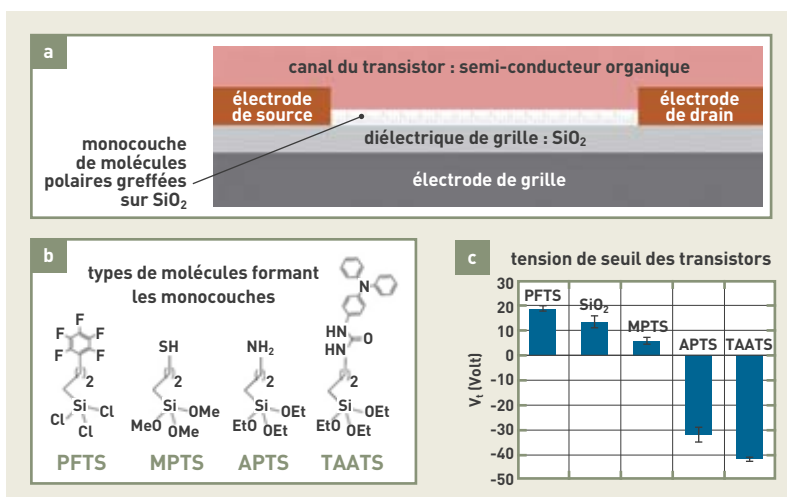 a
canal du transistor : semi-conducteur organique
électrode
de source
électrode
de drain
monocouche
de molécules
polaires greffées
sur SiO₂
diélectrique de grille : SiO₂
électrode de grille
b
types de molécules formant
les monocouches
F
F
F
F
F
2
Si
Cl
Cl
Cl
PFTS
SH
2
Si
OMe
MeO
OMe
MPTS
NH₂
2
Si
OEt
EtO
OEt
APTS
N
HN
O
HN
2
Si
OEt
EtO
OEt
TAATS
c
tension de seuil des transistors
Vₜ (Volt)
30
20
10
0
-10
-20
-30
-40
-50
PFTS
SiO₂
MPTS
APTS
TAATS